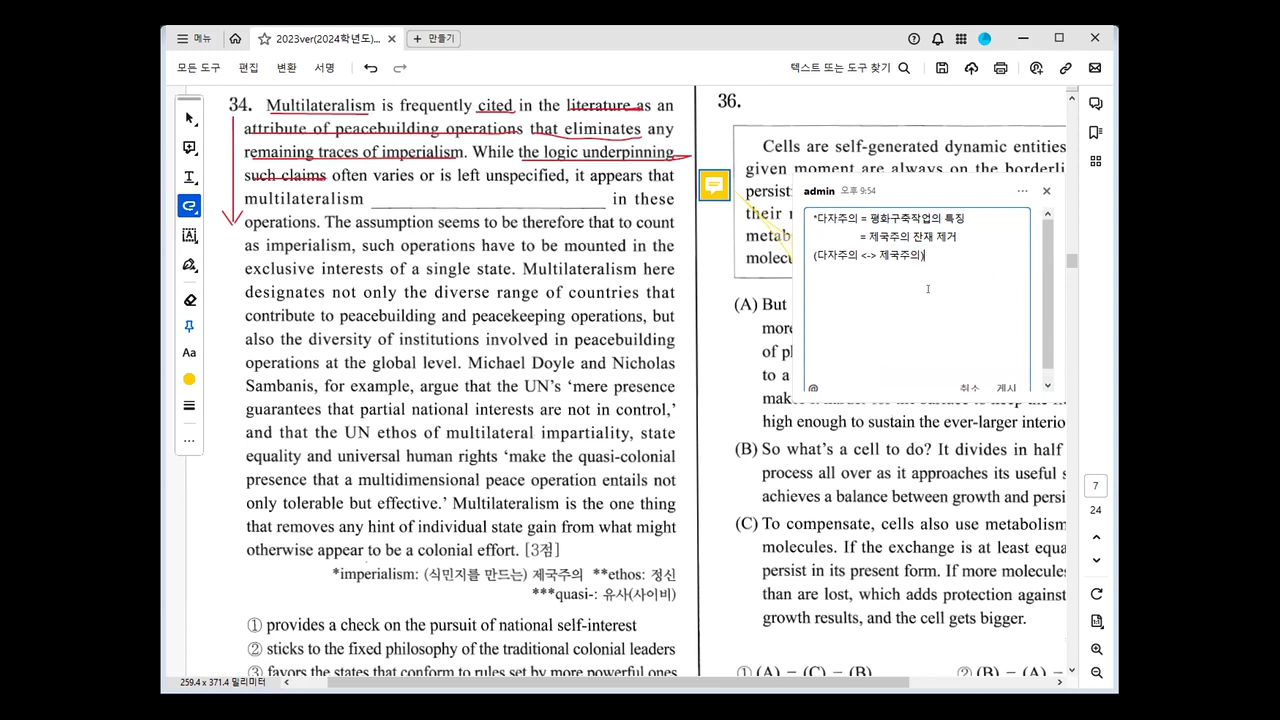 메뉴
2023ver(2024학년도)...
만들기
모든 도구
편집
변환
서명
텍스트 또는 도구 찾기
34. Multilateralism is frequently cited in the literature as an
attribute of peacebuilding operations that eliminates any
remaining traces of imperialism. While the logic underpinning
such claims often varies or is left unspecified, it appears that
multilateralism ____________________ in these
operations. The assumption seems to be therefore that to count
as imperialism, such operations have to be mounted in the
exclusive interests of a single state. Multilateralism here
designates not only the diverse range of countries that
contribute to peacebuilding and peacekeeping operations, but
also the diversity of institutions involved in peacebuilding
operations at the global level. Michael Doyle and Nicholas
Sambanis, for example, argue that the UN's 'mere presence
guarantees that partial national interests are not in control,'
and that the UN ethos of multilateral impartiality, state
equality and universal human rights 'make the quasi-colonial
presence that a multidimensional peace operation entails not
only tolerable but effective.' Multilateralism is the one thing
that removes any hint of individual state gain from what might
otherwise appear to be a colonial effort. [3점]
*imperialism: (식민지를 만드는) 제국주의 **ethos: 정신
***quasi-: 유사(사이비)
① provides a check on the pursuit of national self-interest
② sticks to the fixed philosophy of the traditional colonial leaders
③ favors the states that conform to rules set by more powerful ones
36.
Cells are self-generated dynamic entities
given moment are always on the borderli
persist
their
metab
molecu
admin 오후 9:54
*다자주의 = 평화구축작업의 특징
= 제국주의 잔재 제거
(다자주의 <-> 제국주의)
@ 취소 게시
(A) But
more
of pl
to a
high enough to sustain the ever-larger interio
(B) So what's a cell to do? It divides in half
process all over as it approaches its useful s
achieves a balance between growth and persi
(C) To compensate, cells also use metabolism
molecules. If the exchange is at least equa
persist in its present form. If more molecules
than are lost, which adds protection against
growth results, and the cell gets bigger.
① (A) − (C) − (B)
② (B) − (A) −
Aa
7
24
259.4 x 371.4 밀리미터